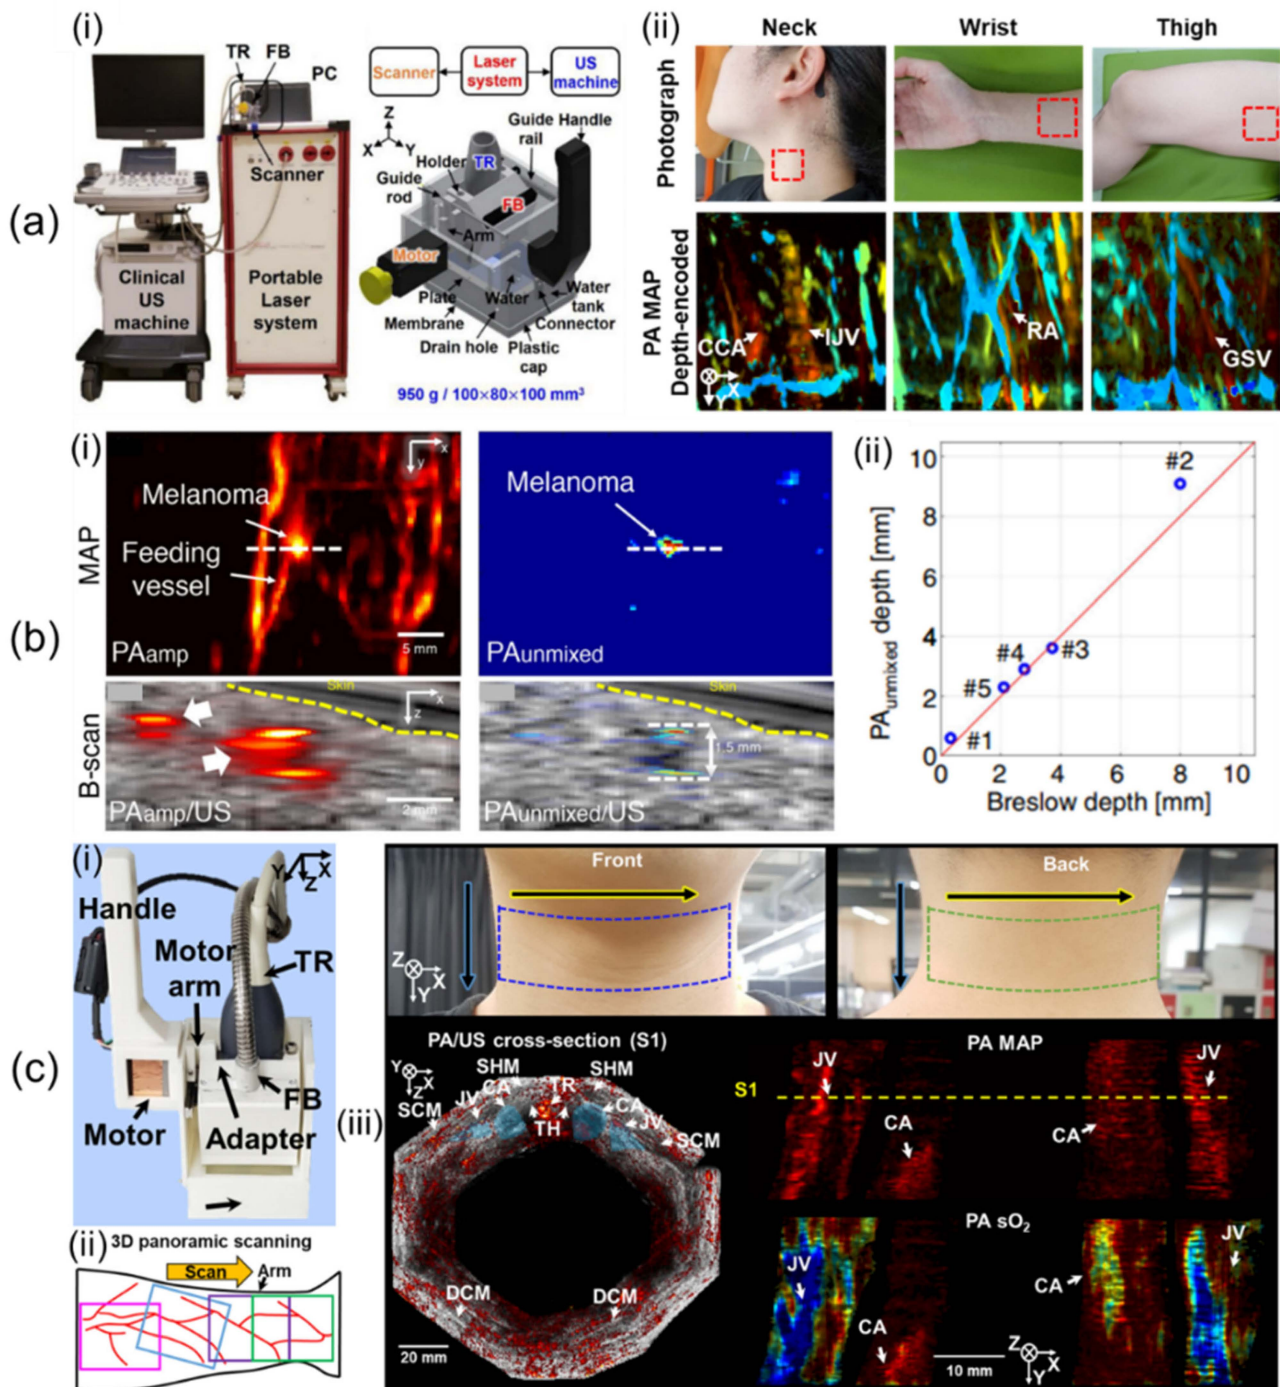 (a)
(i)
TR
FB
PC
Scanner
Clinical
US
machine
Portable
Laser
system
Scanner
Laser
system
US
machine
Z
X
Y
Guide
rail
Handle
Holder
TR
Guide
rod
FB
Arm
Motor
Plate
Water
Water
tank
Membrane
Connector
Drain hole
Plastic
cap
950 g / 100×80×100 mm³
(ii)
Neck
Wrist
Thigh
Photograph
PA MAP
Depth-encoded
CCA
IJV
X
Y
RA
GSV
(b)
(i)
MAP
x
y
Melanoma
Feeding
vessel
5 mm
PAamp
Melanoma
PAunmixed
B-scan
Skin
x
z
2 mm
PAamp/US
Skin
1.5 mm
PAunmixed/US
(ii)
PAunmixed depth [mm]
10
8
6
4
2
0
#2
#4
#3
#5
#1
0
2
4
6
8
10
Breslow depth [mm]
(c)
(i)
Y
X
Z
Handle
Motor
arm
TR
FB
Motor
Adapter
(ii)
3D panoramic scanning
Scan
Arm
(iii)
Front
Z
X
Y
Back
PA/US cross-section (S1)
Y
X
Z
SHM
SHM
CA
TR
JV
CA
SCM
JV
TH
SCM
DCM
DCM
20 mm
PA MAP
JV
JV
S1
CA
CA
PA sO₂
JV
JV
CA
CA
10 mm
Z
X
Y